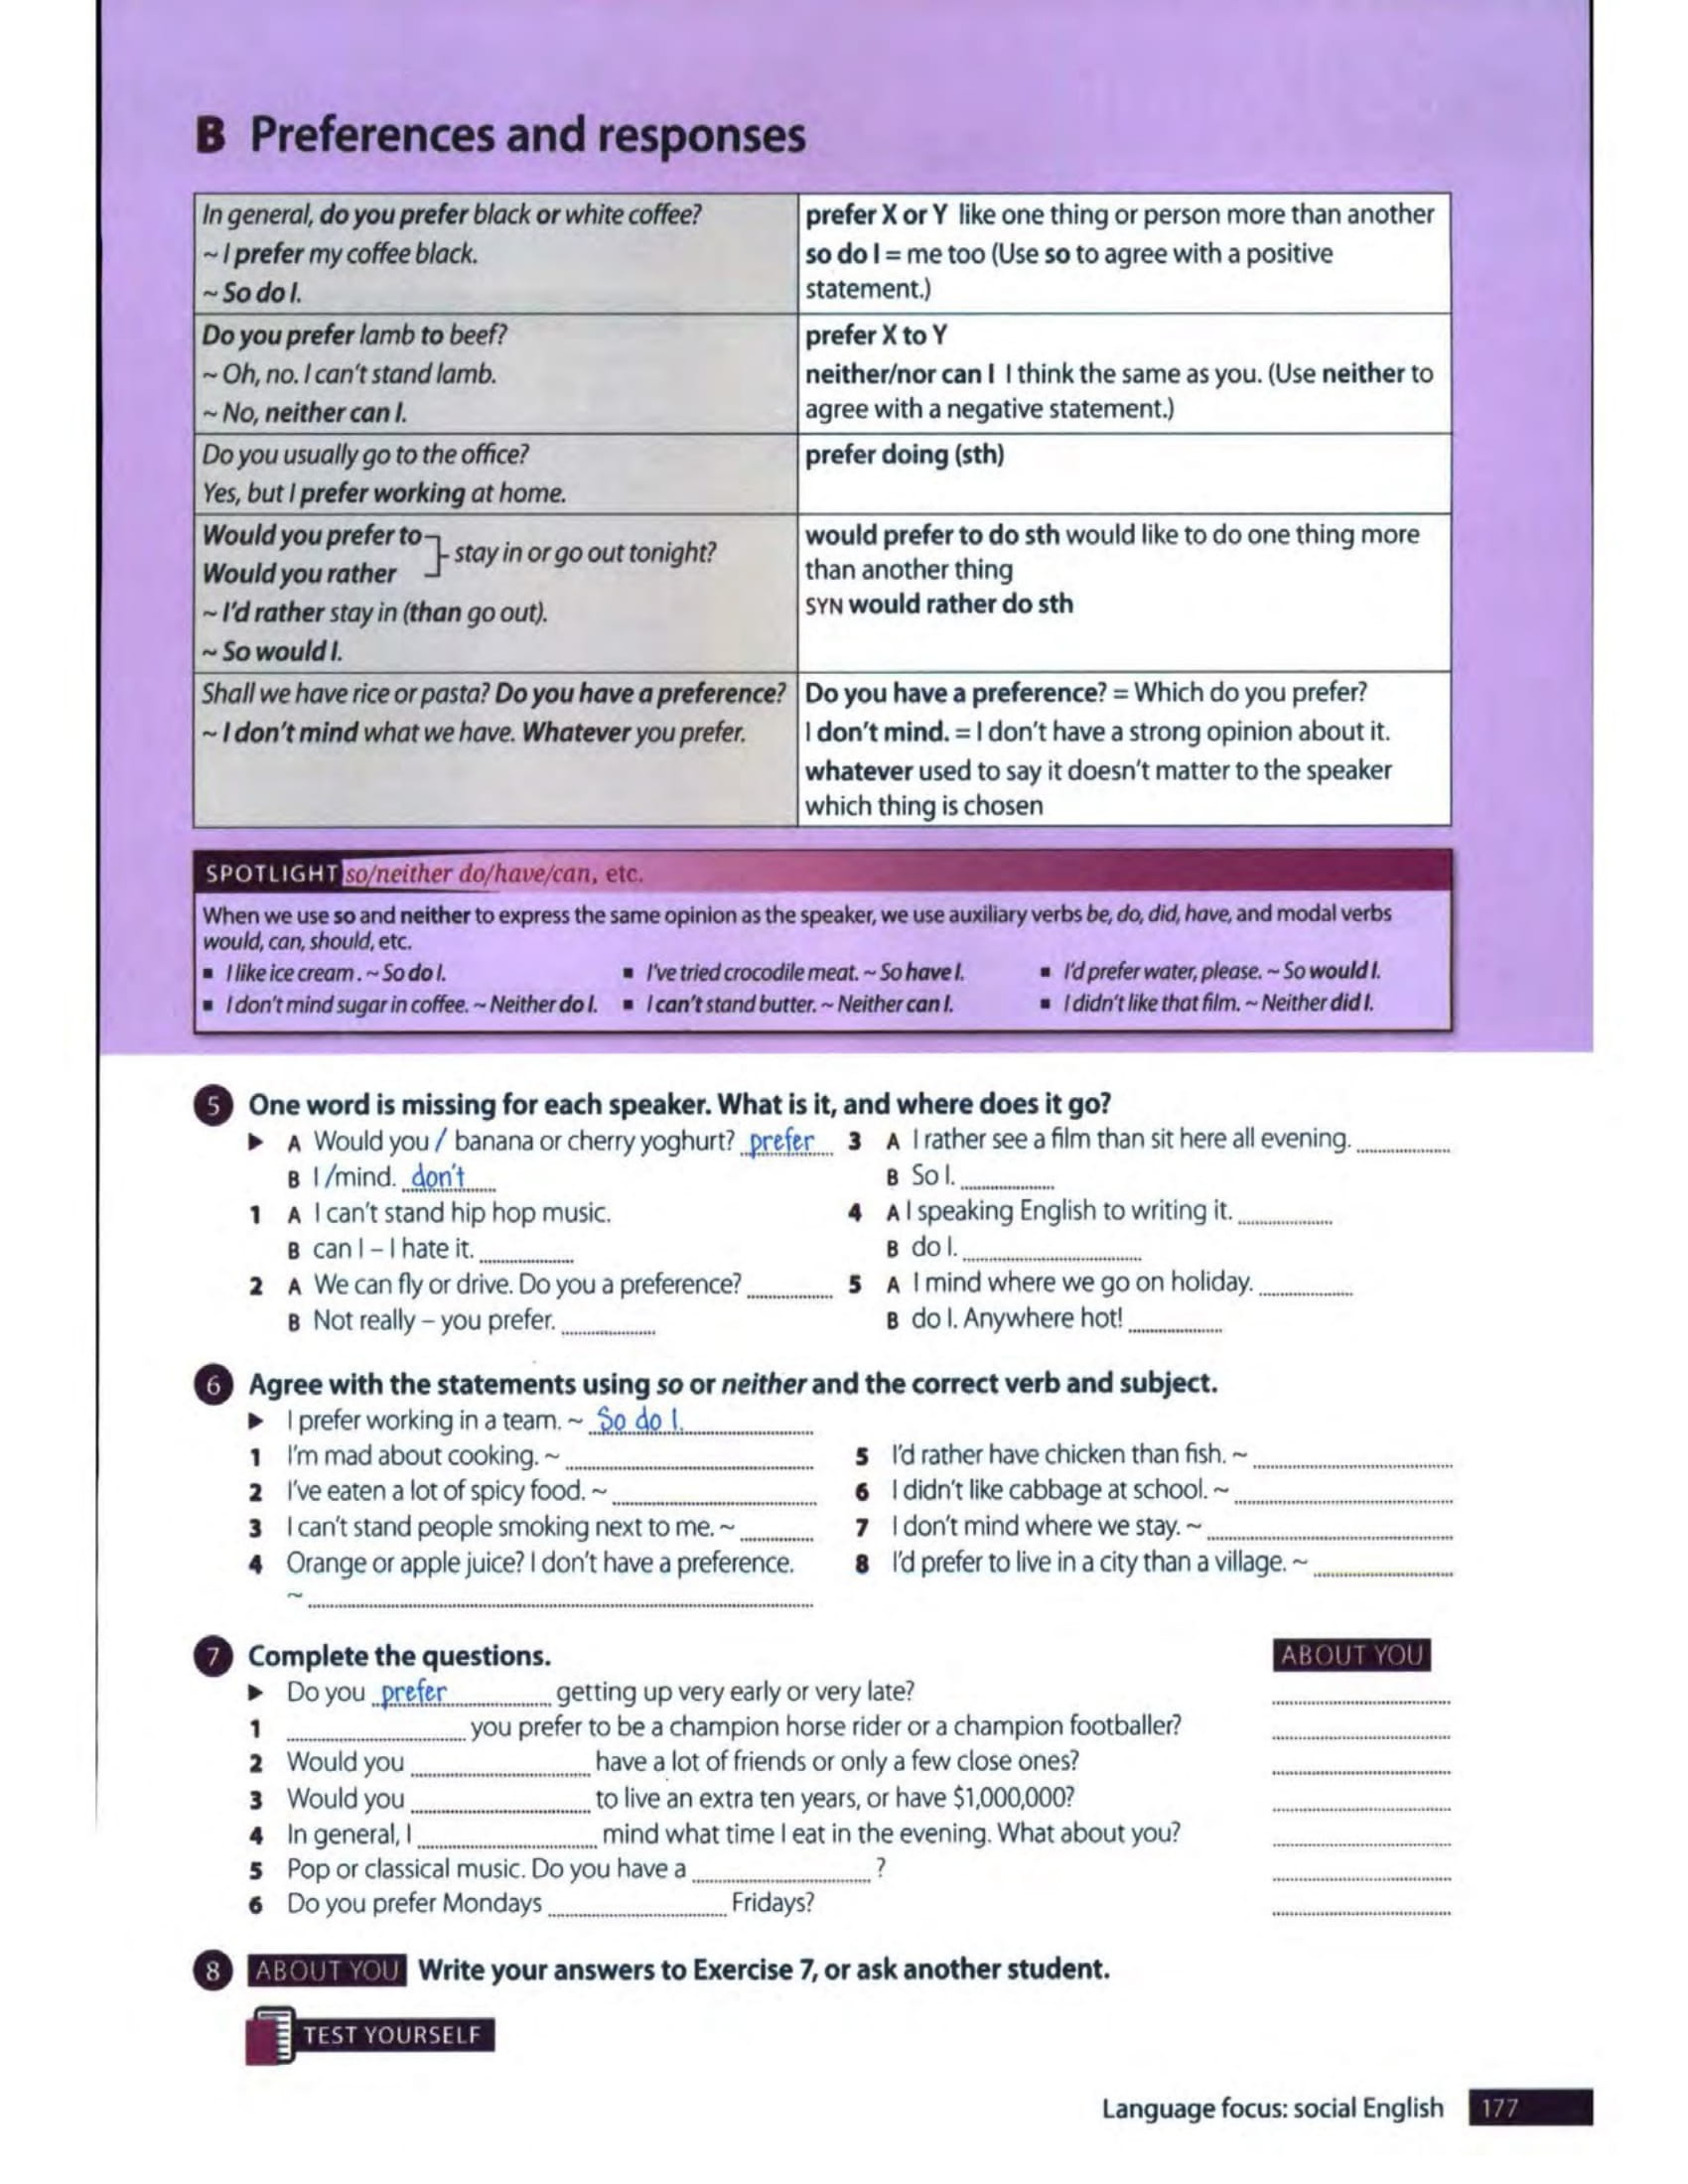 B Preferences and responses
In general, do you prefer black or white coffee?
~ I prefer my coffee black.
~ So do I.
prefer X or Y like one thing or person more than another
so do I = me too (Use so to agree with a positive
statement.)
Do you prefer lamb to beef?
~ Oh, no. I can't stand lamb.
~ No, neither can I.
prefer X to Y
neither/nor can I I think the same as you. (Use neither to
agree with a negative statement.)
Do you usually go to the office?
Yes, but I prefer working at home.
prefer doing (sth)
Would you prefer to
Would you rather
stay in or go out tonight?
~ I'd rather stay in (than go out).
~ So would I.
would prefer to do sth would like to do one thing more
than another thing
SYN would rather do sth
Shall we have rice or pasta? Do you have a preference?
~ I don't mind what we have. Whatever you prefer.
Do you have a preference? = Which do you prefer?
I don't mind. = I don't have a strong opinion about it.
whatever used to say it doesn't matter to the speaker
which thing is chosen
SPOTLIGHT so/neither do/have/can, etc.
When we use so and neither to express the same opinion as the speaker, we use auxiliary verbs be, do, did, have, and modal verbs
would, can, should, etc.
▪ I like ice cream. ~ So do I. ▪ I've tried crocodile meat. ~ So have I. ▪ I'd prefer water, please. ~ So would I.
▪ I don't mind sugar in coffee. ~ Neither do I. ▪ I can't stand butter. ~ Neither can I. ▪ I didn't like that film. ~ Neither did I.
5 One word is missing for each speaker. What is it, and where does it go?
▶ A Would you / banana or cherry yoghurt? prefer
B I / mind. don't
1 A I can't stand hip hop music.
B can I – I hate it.
2 A We can fly or drive. Do you a preference?
B Not really – you prefer.
3 A I rather see a film than sit here all evening.
B So I.
4 A I speaking English to writing it.
B do I.
5 A I mind where we go on holiday.
B do I. Anywhere hot!
6 Agree with the statements using so or neither and the correct verb and subject.
▶ I prefer working in a team. ~ So do I.
1 I'm mad about cooking. ~
2 I've eaten a lot of spicy food. ~
3 I can't stand people smoking next to me. ~
4 Orange or apple juice? I don't have a preference.
~
5 I'd rather have chicken than fish. ~
6 I didn't like cabbage at school. ~
7 I don't mind where we stay. ~
8 I'd prefer to live in a city than a village. ~
7 Complete the questions.
ABOUT YOU
▶ Do you prefer getting up very early or very late?
1 you prefer to be a champion horse rider or a champion footballer?
2 Would you have a lot of friends or only a few close ones?
3 Would you to live an extra ten years, or have $1,000,000?
4 In general, I mind what time I eat in the evening. What about you?
5 Pop or classical music. Do you have a ?
6 Do you prefer Mondays Fridays?
8 ABOUT YOU Write your answers to Exercise 7, or ask another student.
TEST YOURSELF
Language focus: social English 177